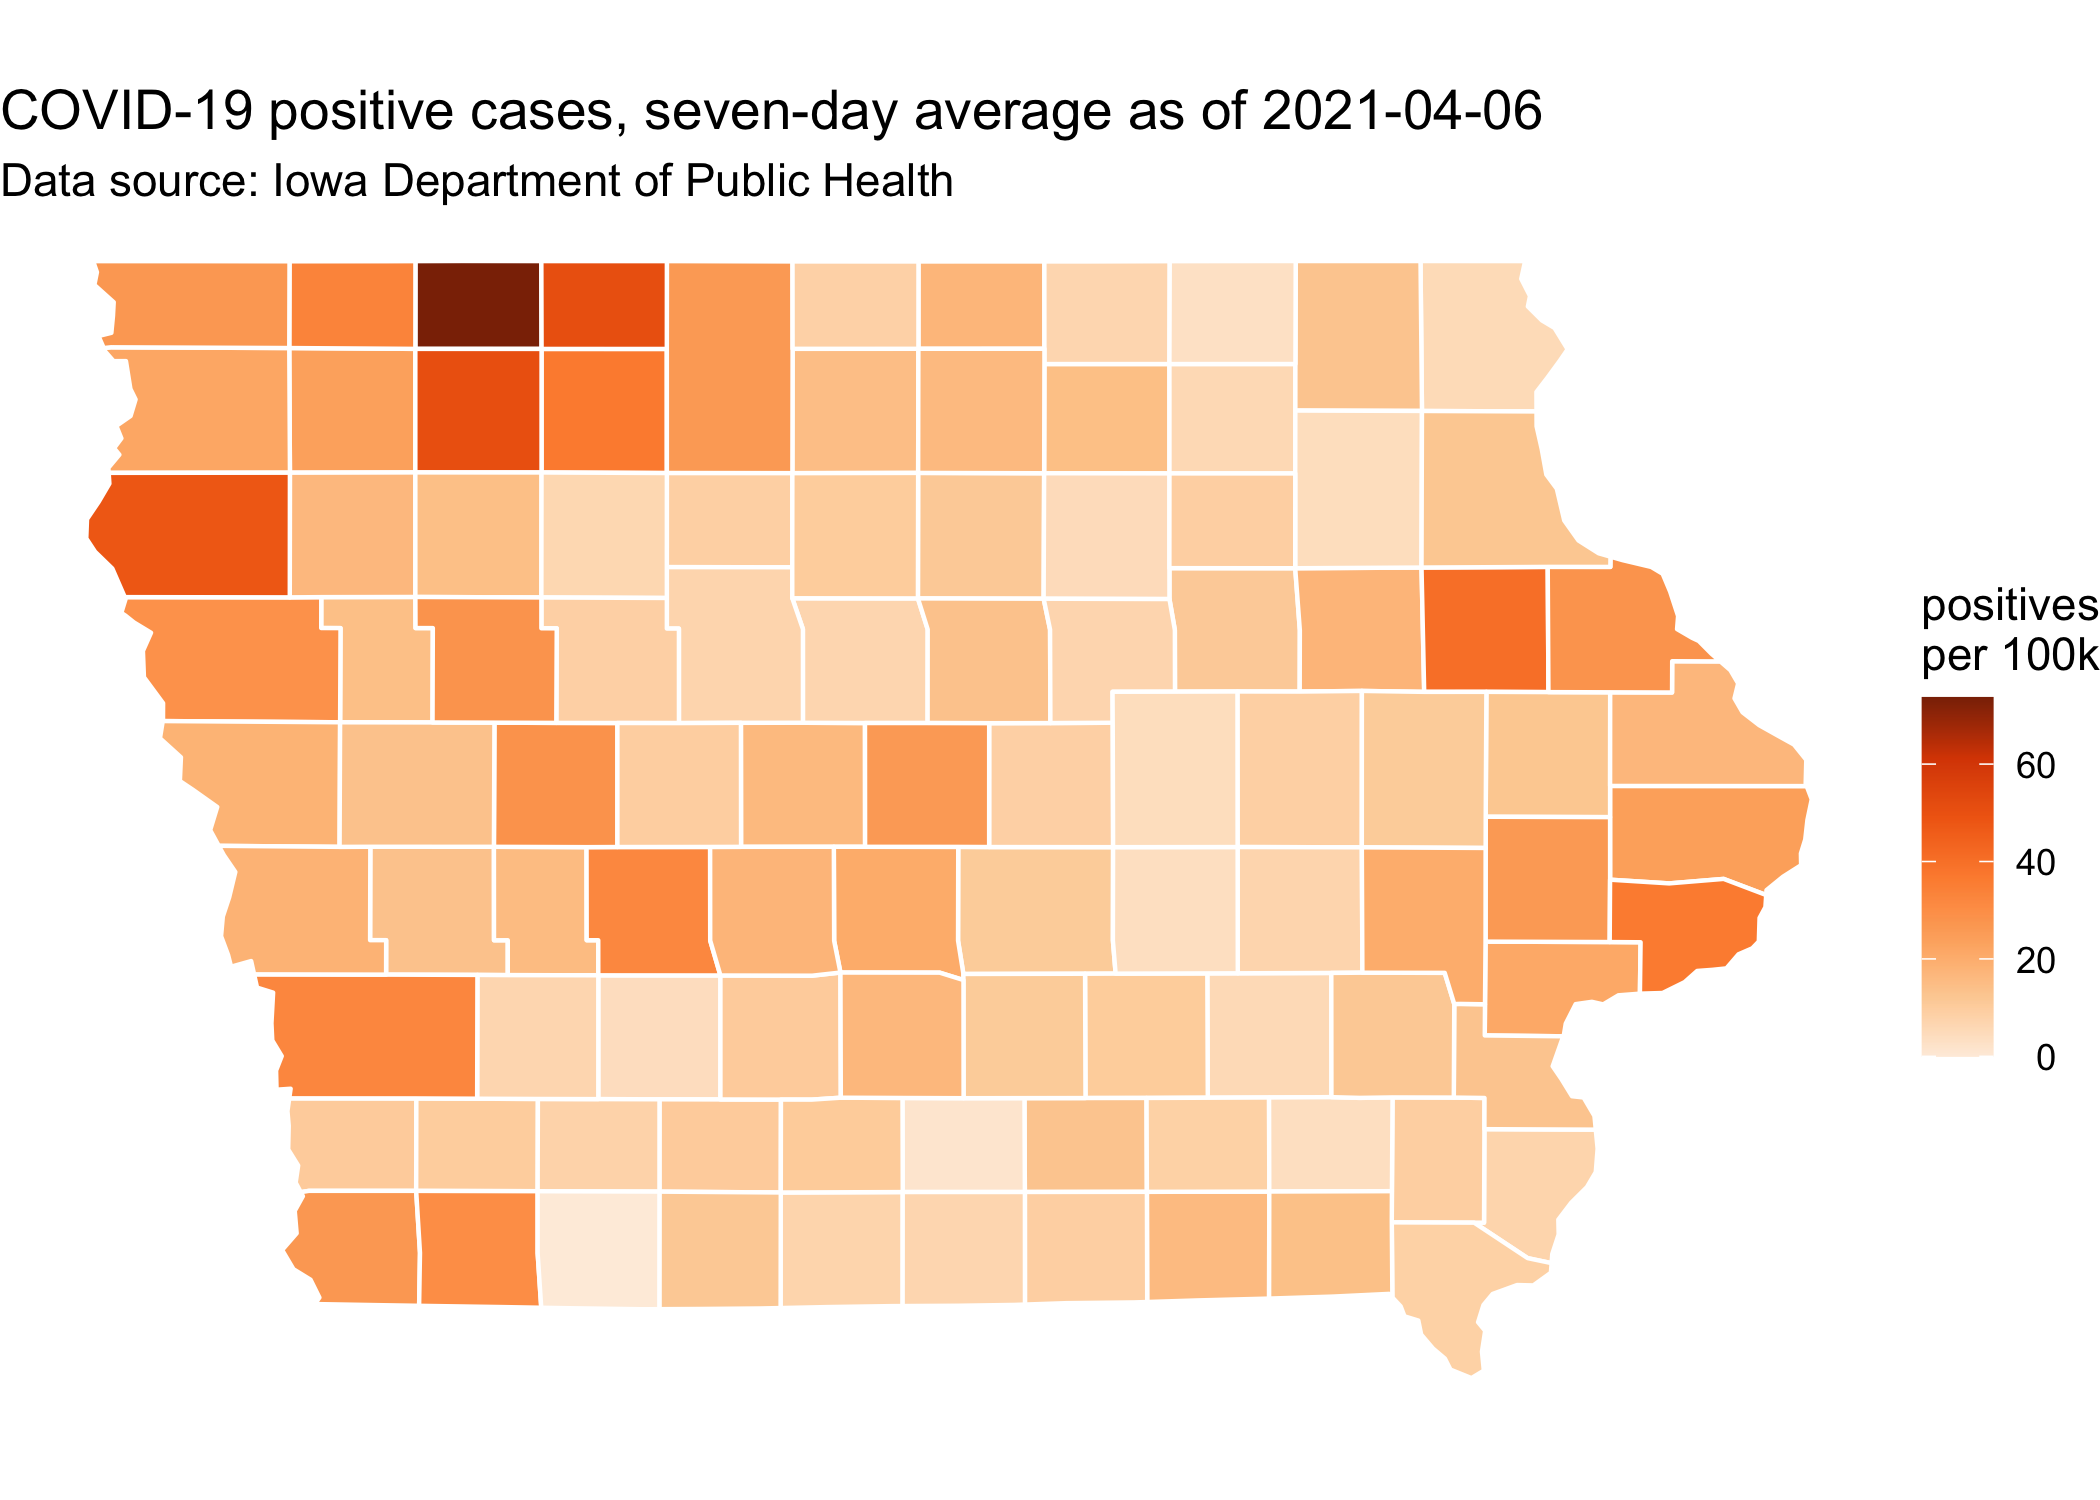 COVID-19 positive cases, seven-day average as of 2021-04-06
Data source: Iowa Department of Public Health
positives
per 100k
60
40
20
0